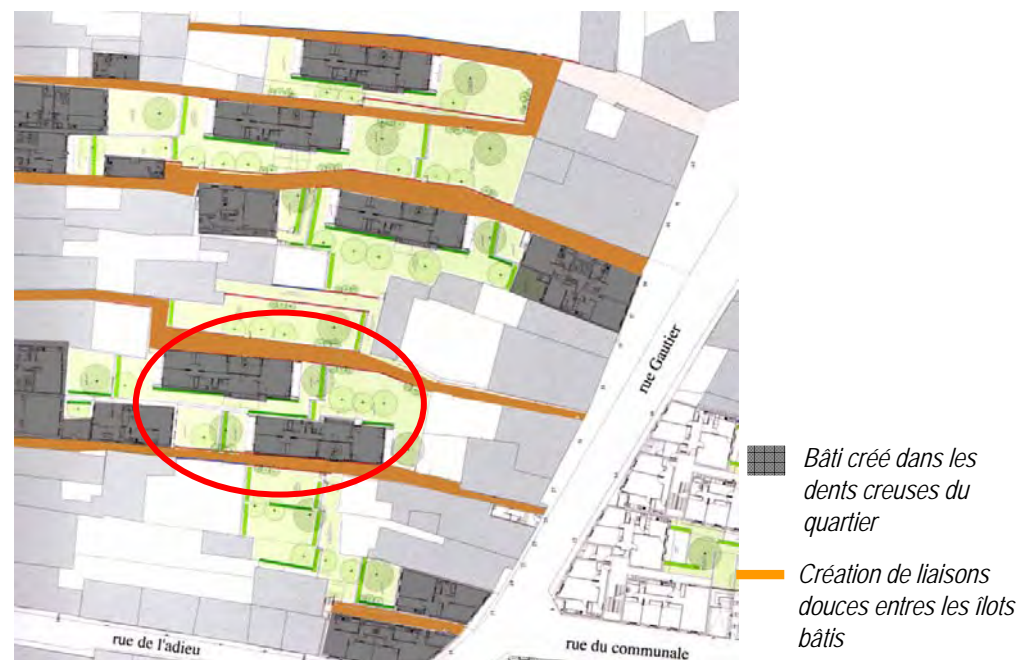 rue Gautier
rue de l'adieu
rue du communale
Bâti créé dans les
dents creuses du
quartier
Création de liaisons
douces entres les îlots
bâtis